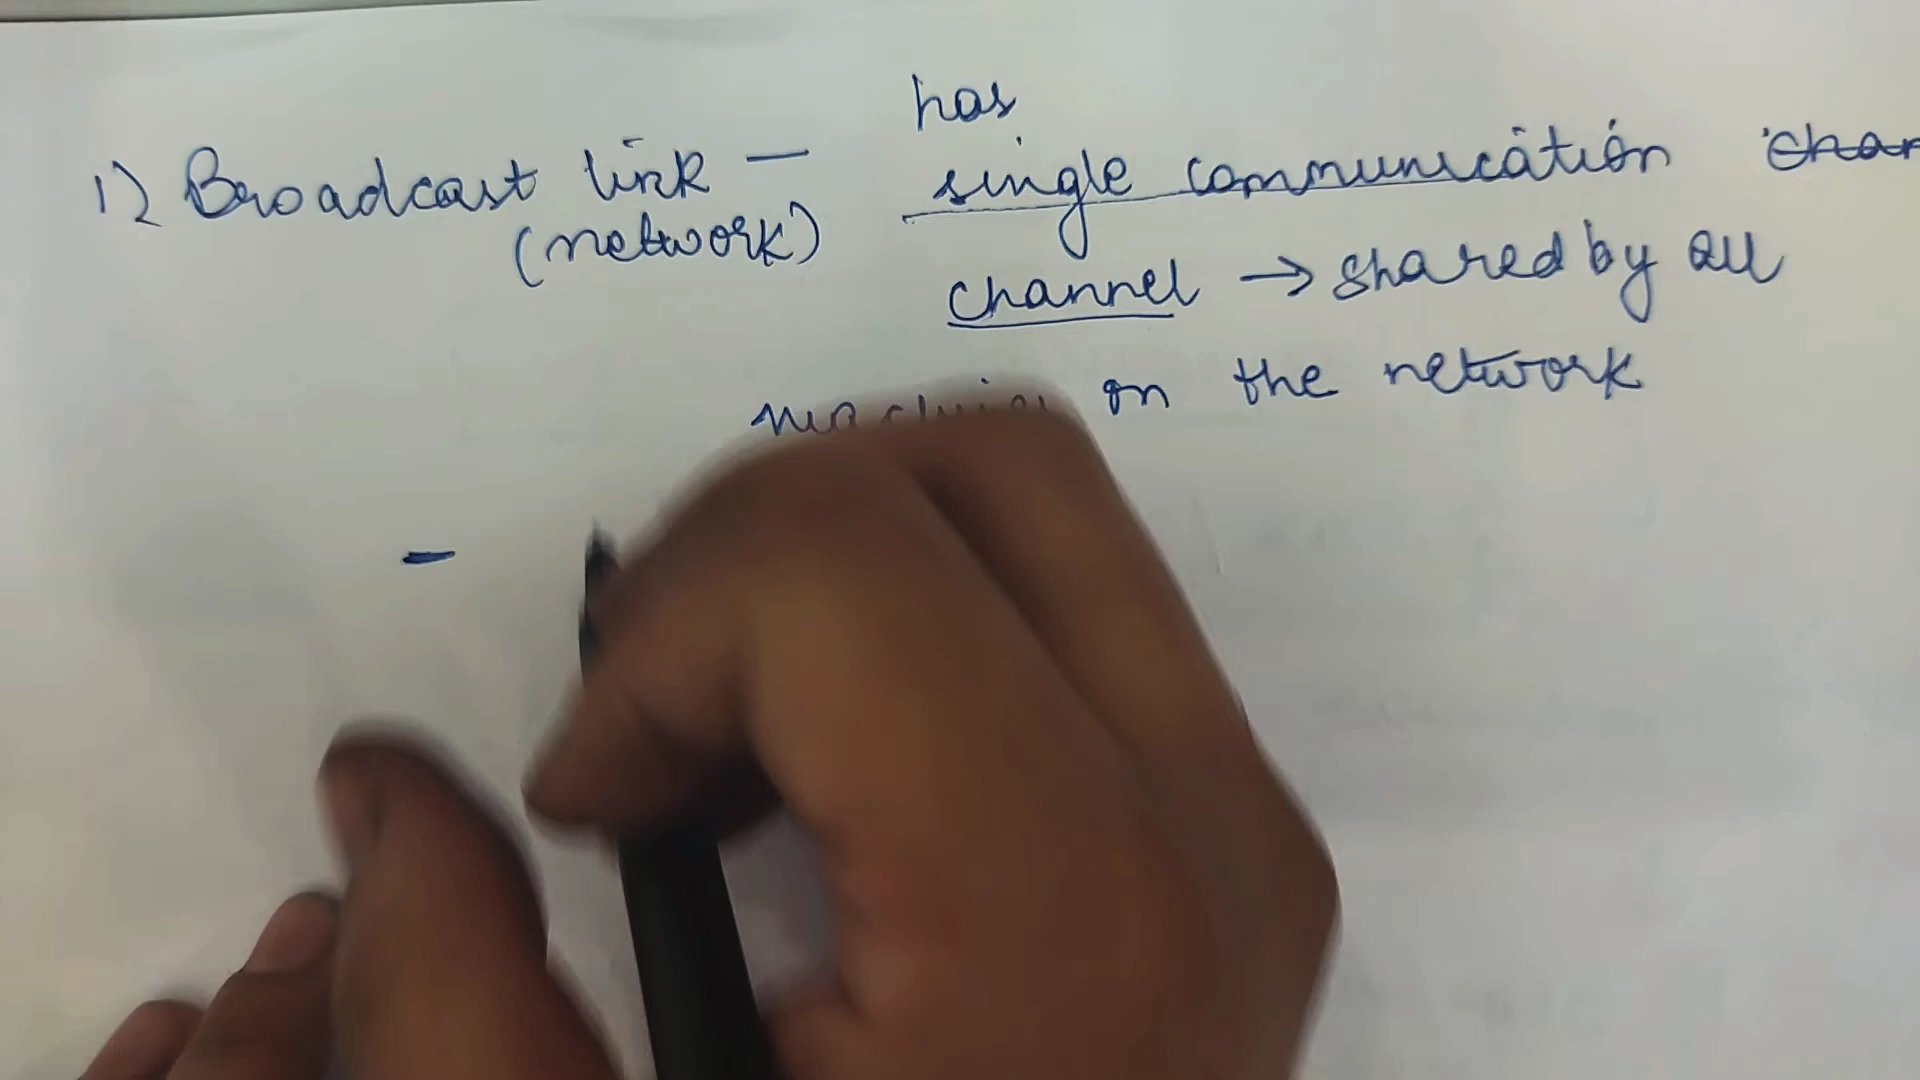 has
1) Broadcast link — single communication
(network)
channel → shared by all
on the network
-